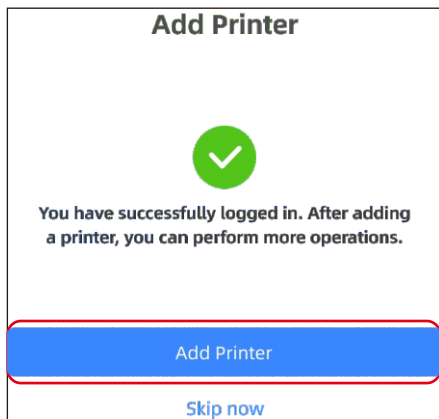 Add Printer
You have successfully logged in. After adding
a printer, you can perform more operations.
Add Printer
Skip now